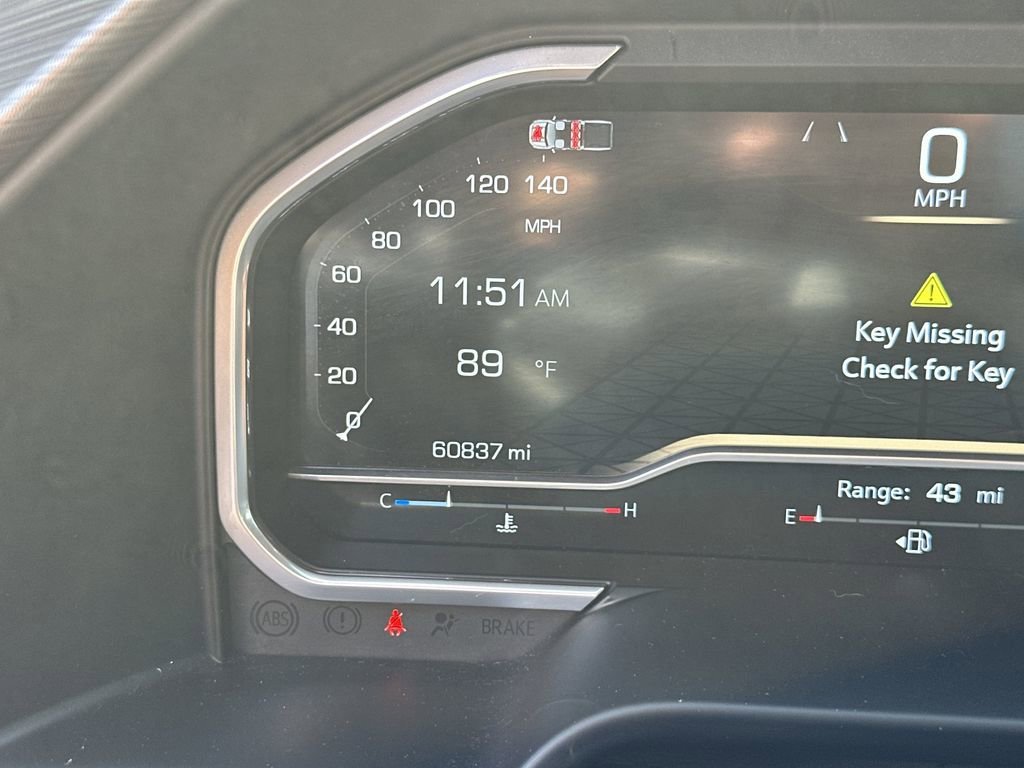 0
MPH
120 140
100
MPH
80
60
11:51 AM
Key Missing
40
Check for Key
89 °F
20
0
60837 mi
Range: 43 mi
C H
E
ABS
BRAKE